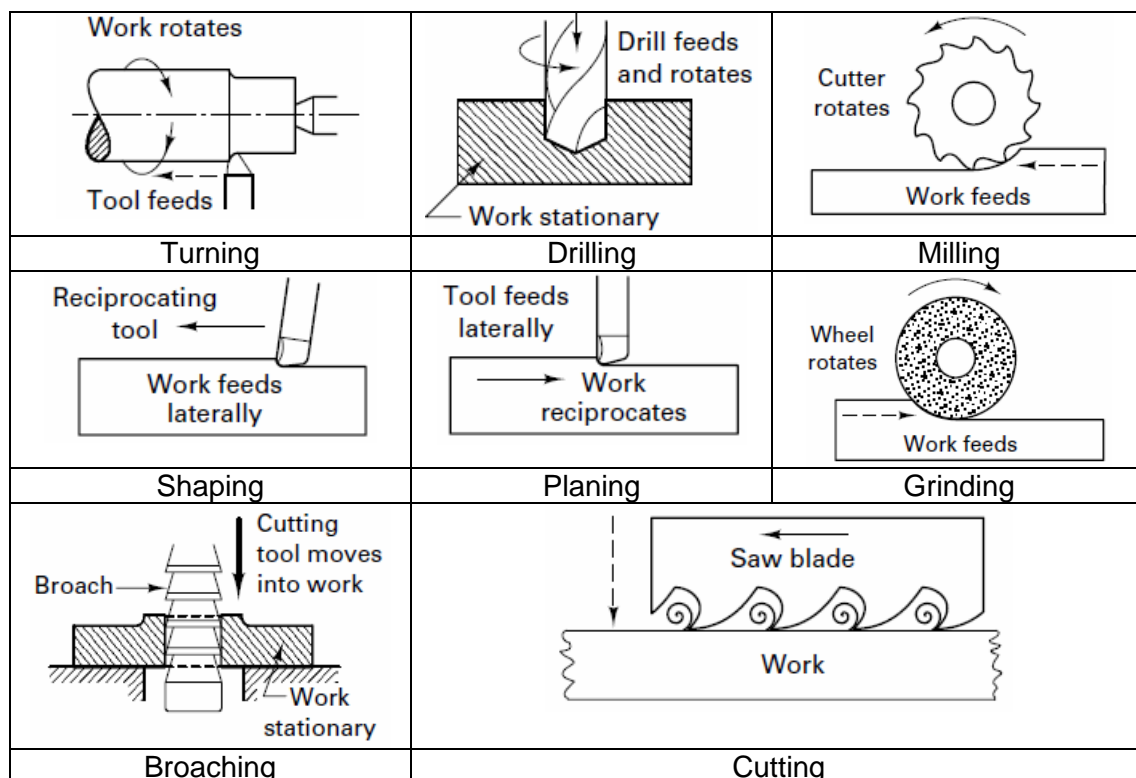 Work rotates
Tool feeds
Turning
Drill feeds
and rotates
Work stationary
Drilling
Cutter
rotates
Work feeds
Milling
Reciprocating
tool
Work feeds
laterally
Shaping
Tool feeds
laterally
Work
reciprocates
Planing
Wheel
rotates
Work feeds
Grinding
Cutting
tool moves
into work
Broach
Work
stationary
Broaching
Saw blade
Work
Cutting